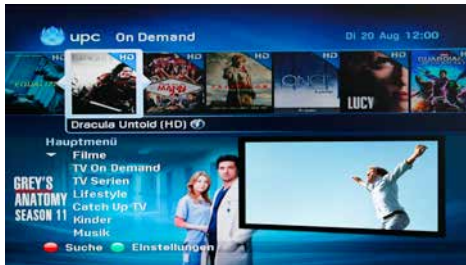 upc On Demand
Di 20 Aug 12:00
HD HD HD HD HD HD
LUCY
Dracula Untold (HD)
Hauptmenü
Filme
TV On Demand
TV Serien
Lifestyle
Catch Up TV
Kinder
Musik
GREY'S
ANATOMY
SEASON 11
Suche Einstellungen